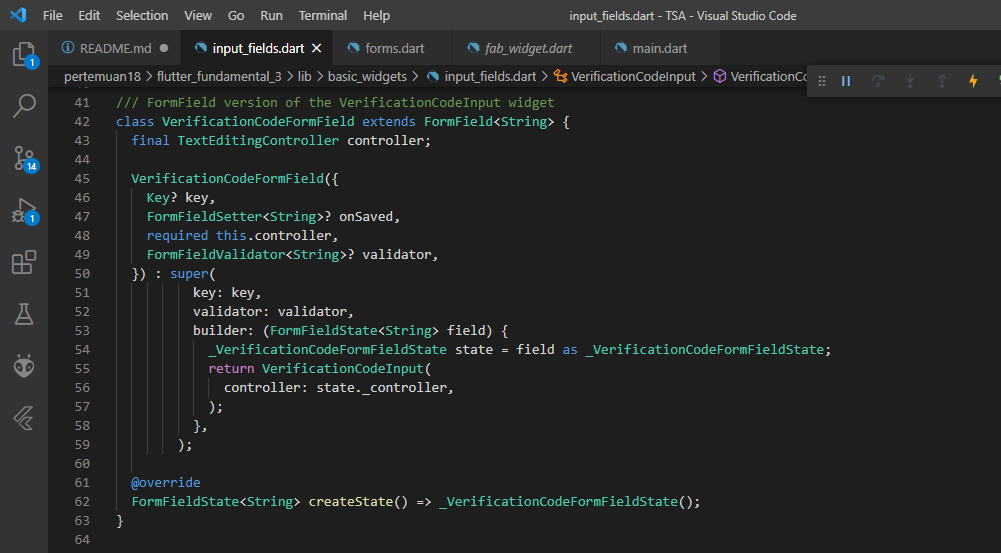 File Edit Selection View Go Run Terminal Help input_fields.dart - TSA - Visual Studio Code
README.md input_fields.dart forms.dart fab_widget.dart main.dart
pertemuan18 > flutter_fundamental_3 > lib > basic_widgets > input_fields.dart > VerificationCodeInput > VerificationCo
1
14
1
41 /// FormField version of the VerificationCodeInput widget
42 class VerificationCodeFormField extends FormField<String> {
43 final TextEditingController controller;
44
45 VerificationCodeFormField({
46 Key? key,
47 FormFieldSetter<String>? onSaved,
48 required this.controller,
49 FormFieldValidator<String>? validator,
50 }) : super(
51 key: key,
52 validator: validator,
53 builder: (FormFieldState<String> field) {
54 _VerificationCodeFormFieldState state = field as _VerificationCodeFormFieldState;
55 return VerificationCodeInput(
56 controller: state._controller,
57 );
58 },
59 );
60
61 @override
62 FormFieldState<String> createState() => _VerificationCodeFormFieldState();
63 }
64